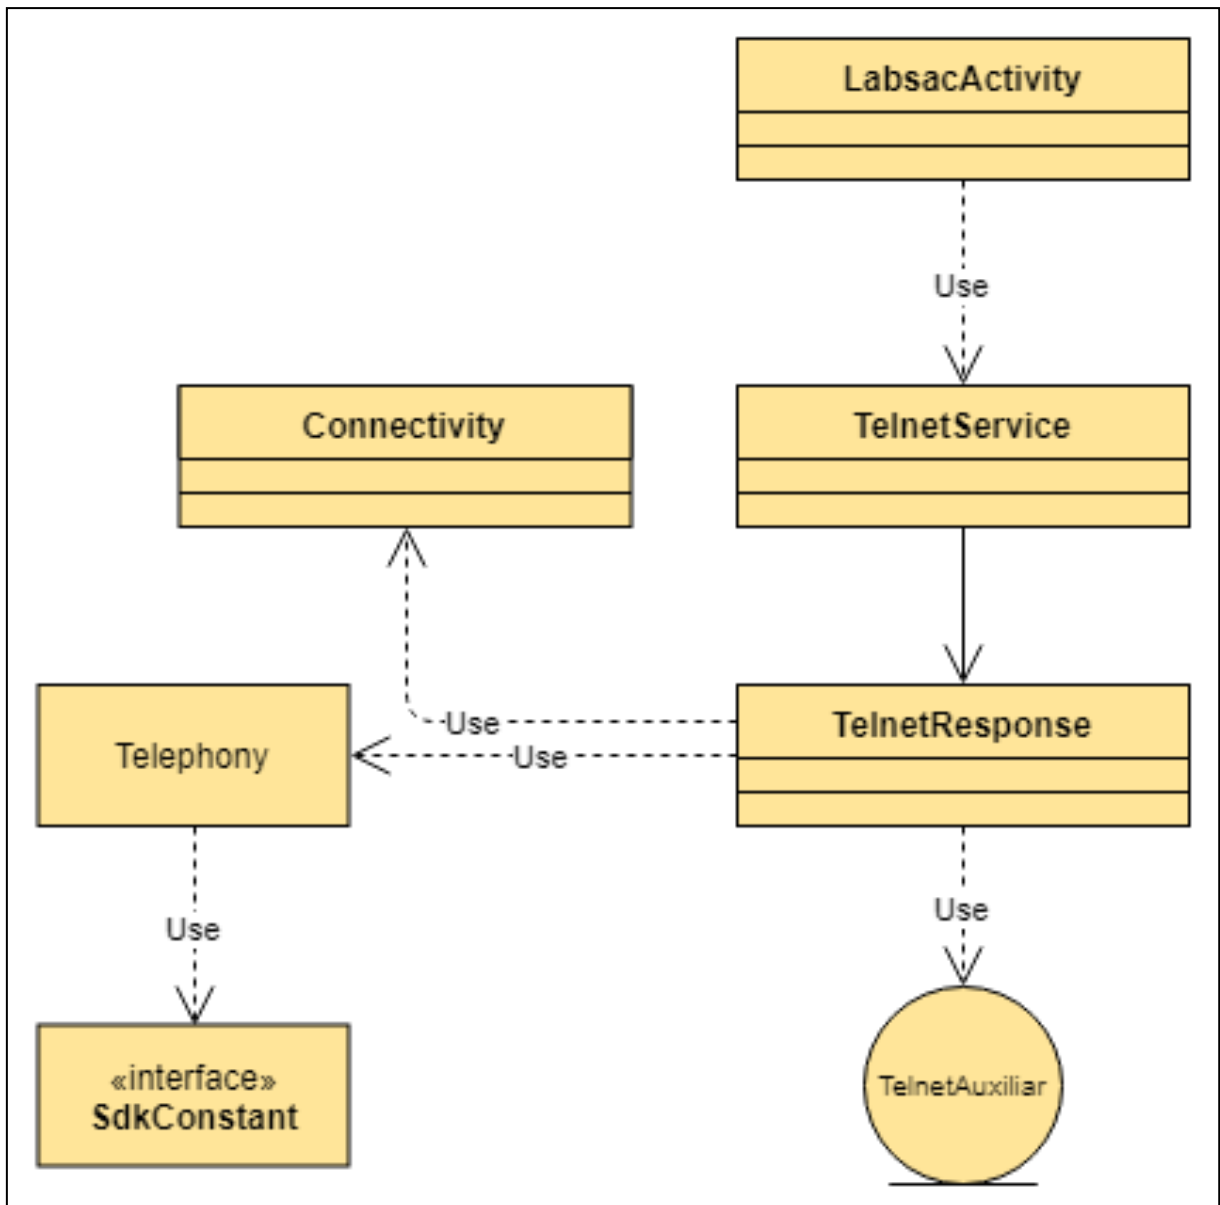 LabsacActivity
Use
Connectivity
TelnetService
Use
Telephony
Use
TelnetResponse
Use
Use
«interface»
SdkConstant
TelnetAuxiliar